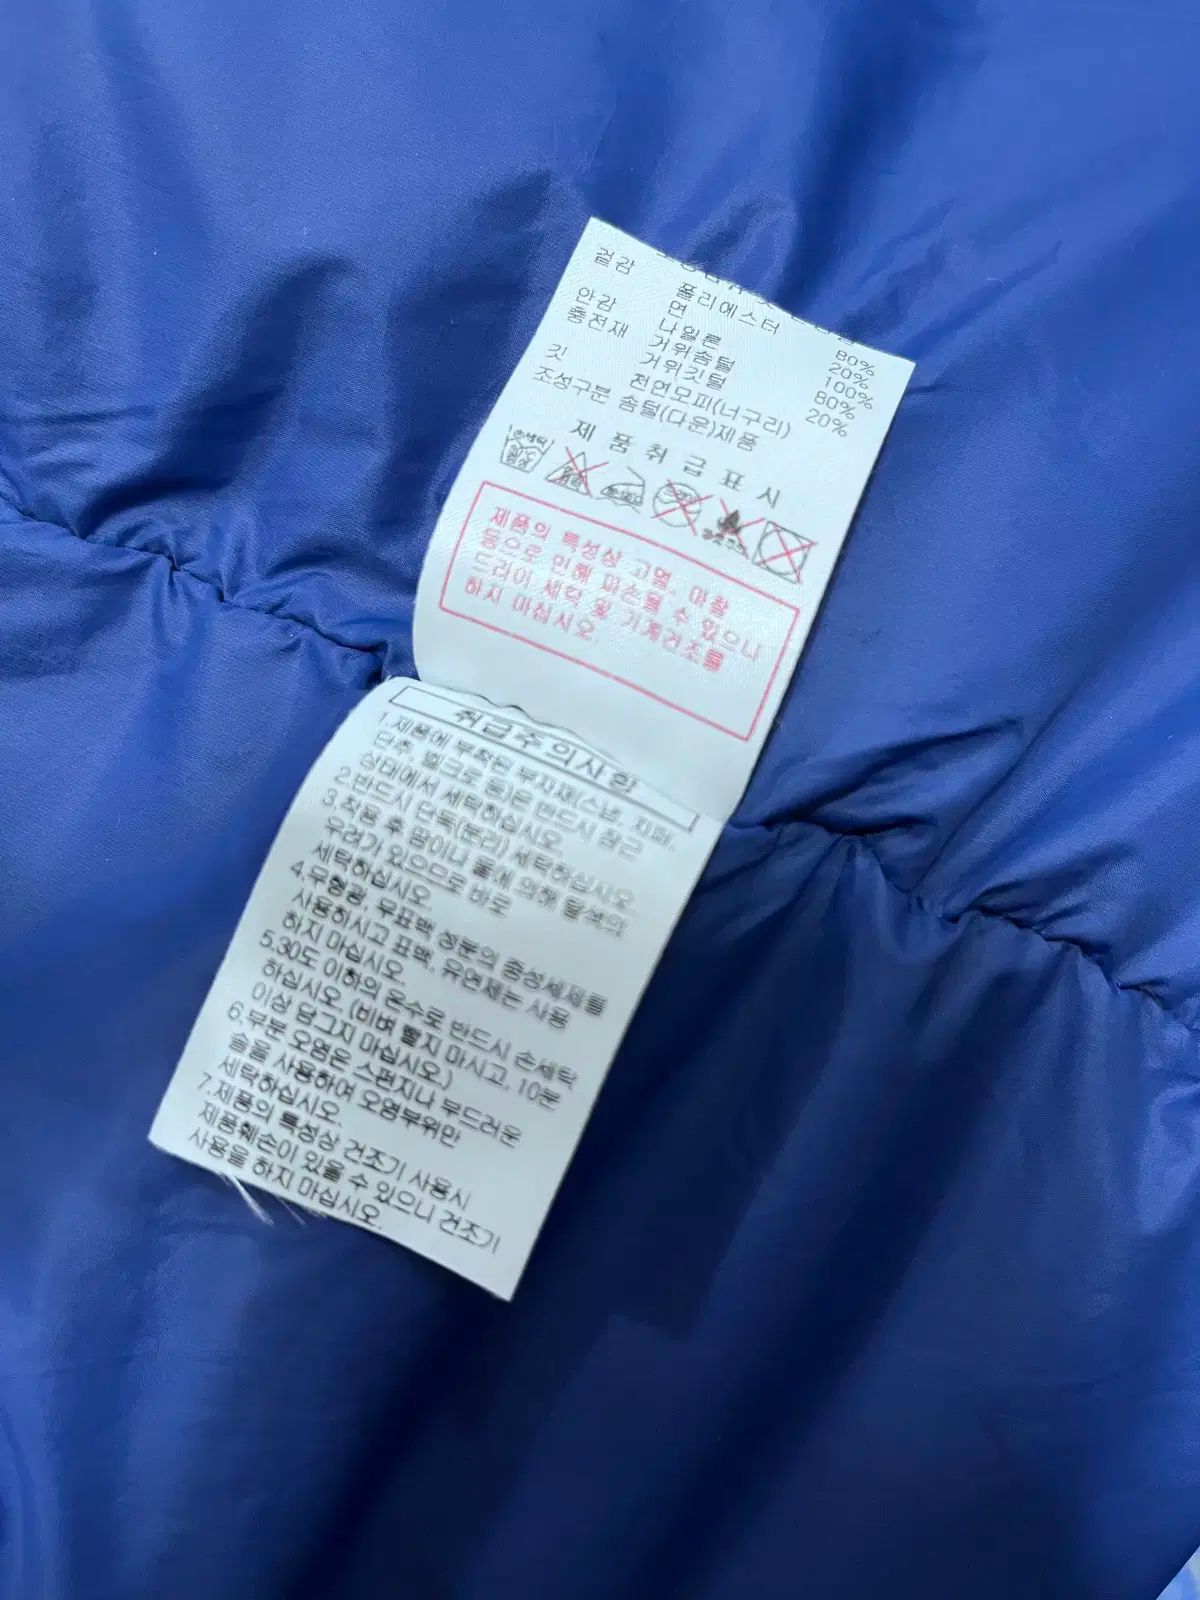 겉감 폴리에스터 80%
면 20%
안감 나일론 100%
충전재 거위솜털 80%
거위깃털 20%
깃 천연모피(너구리)
조성구분 솜털(다운)제품
제 품 취 급 표 시
제품의 특성상 고열, 마찰
등으로 인해 파손될 수 있으니
드라이 세탁 및 기계건조를
하지 마십시오.
취급주의사항
1.제품에 부착된 부자재(스냅, 지퍼,
단추, 벨크로 등)은 반드시 잠근
상태에서 세탁하십시오.
2.반드시 단독(분리) 세탁하십시오.
3.착용 후 땀이나 물에 의해 탈색의
우려가 있으므로 바로
세탁하십시오.
4.무형광, 무표백 성분의 중성세제를
사용하시고 표백, 유연제는 사용
하지 마십시오.
5.30도 이하의 온수로 반드시 손세탁
하십시오. (비벼 빨지 마시고, 10분
이상 담그지 마십시오.)
6.부분 오염은 스펀지나 부드러운
솔을 사용하여 오염부위만
세탁하십시오.
7.제품의 특성상 건조기 사용시
제품훼손이 있을 수 있으니 건조기
사용을 하지 마십시오.